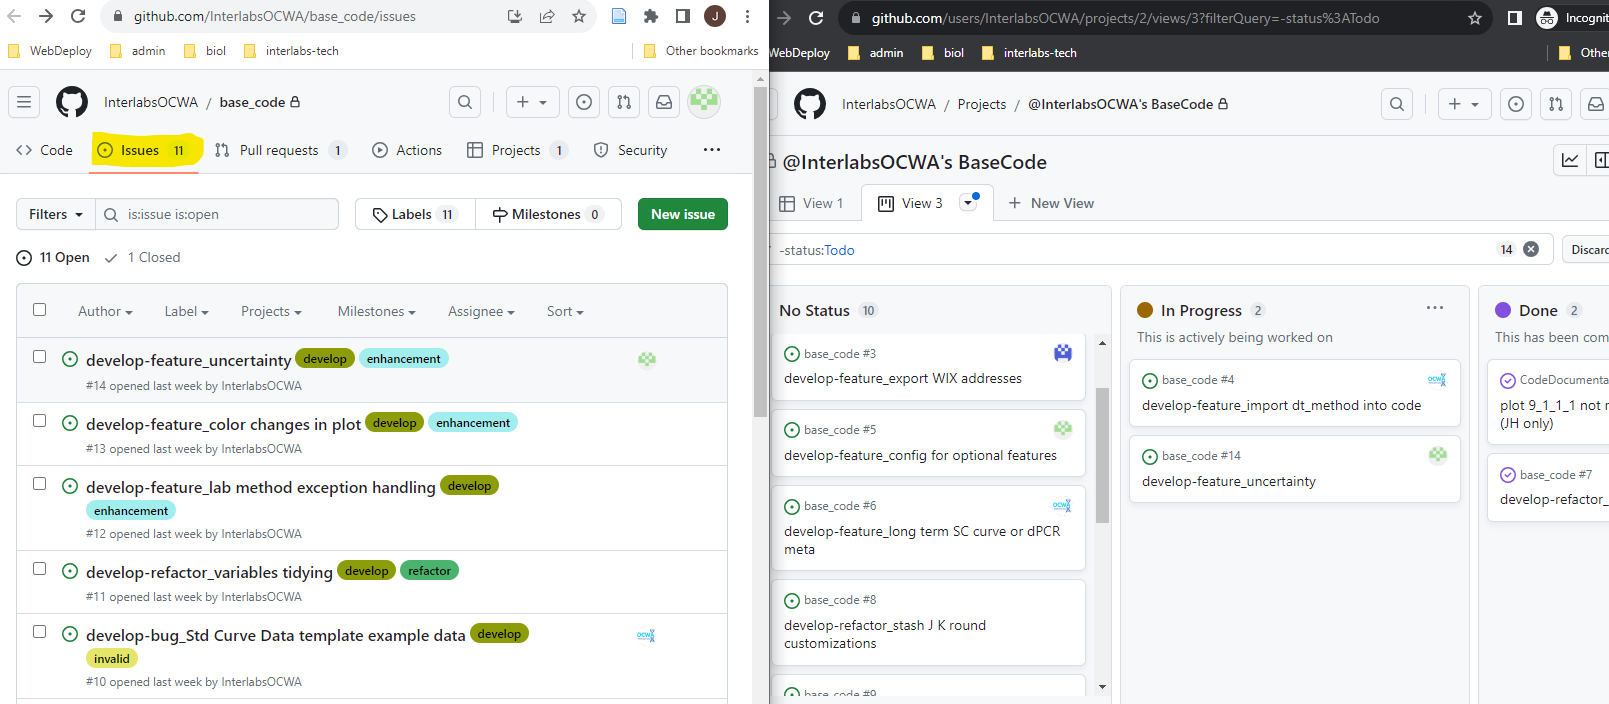 github.com/InterlabsOCWA/base_code/issues
J
WebDeploy admin biol interlabs-tech Other bookmarks
InterlabsOCWA / base_code
Code Issues 11 Pull requests 1 Actions Projects 1 Security
Filters is:issue is:open Labels 11 Milestones 0 New issue
11 Open 1 Closed
Author Label Projects Milestones Assignee Sort
develop-feature_uncertainty develop enhancement
#14 opened last week by InterlabsOCWA
develop-feature_color changes in plot develop enhancement
#13 opened last week by InterlabsOCWA
develop-feature_lab method exception handling develop
enhancement
#12 opened last week by InterlabsOCWA
develop-refactor_variables tidying develop refactor
#11 opened last week by InterlabsOCWA
develop-bug_Std Curve Data template example data develop
OCWA
invalid
#10 opened last week by InterlabsOCWA
github.com/users/InterlabsOCWA/projects/2/views/3?filterQuery=-status%3ATodo
Incognit
WebDeploy admin biol interlabs-tech Othe
InterlabsOCWA / Projects / @InterlabsOCWA's BaseCode
@InterlabsOCWA's BaseCode
View 1 View 3 New View
-status:Todo 14 Discard
No Status 10
base_code #3
develop-feature_export WIX addresses
base_code #5
develop-feature_config for optional features
base_code #6
OCWA
develop-feature_long term SC curve or dPCR
meta
base_code #8
develop-refactor_stash J K round
customizations
base_code #9
In Progress 2
This is actively being worked on
base_code #4
OCWA
develop-feature_import dt_method into code
base_code #14
develop-feature_uncertainty
Done 2
This has been com
CodeDocumenta
plot 9_1_1_1 not r
(JH only)
base_code #7
develop-refactor_